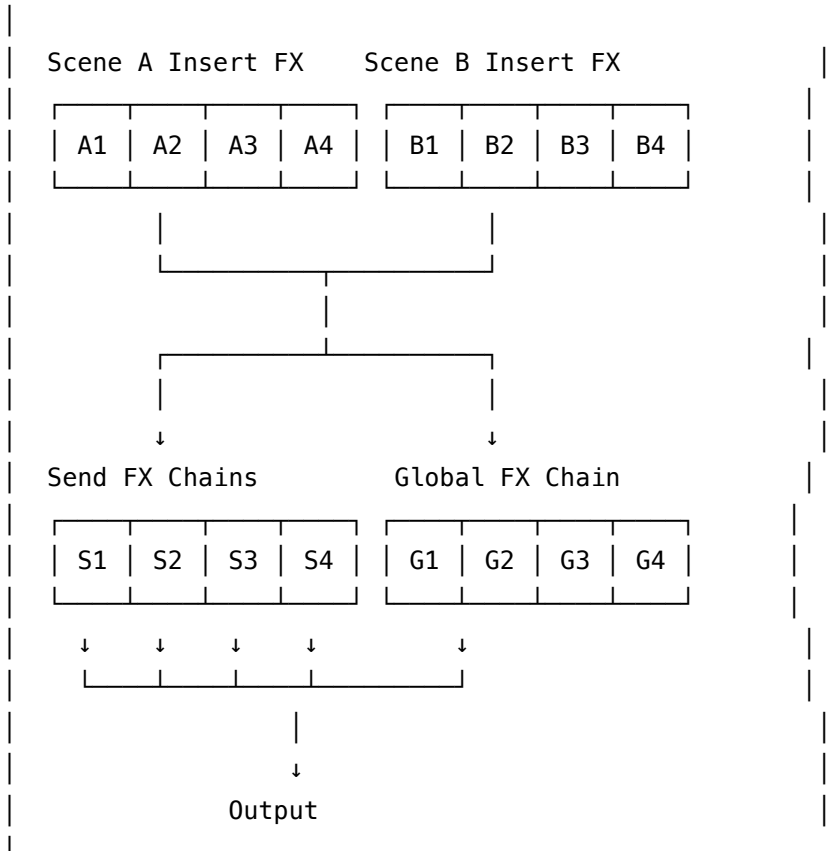 Scene A Insert FX Scene B Insert FX
A1 A2 A3 A4 B1 B2 B3 B4
↓ ↓
Send FX Chains Global FX Chain
S1 S2 S3 S4 G1 G2 G3 G4
↓ ↓ ↓ ↓ ↓
↓
Output